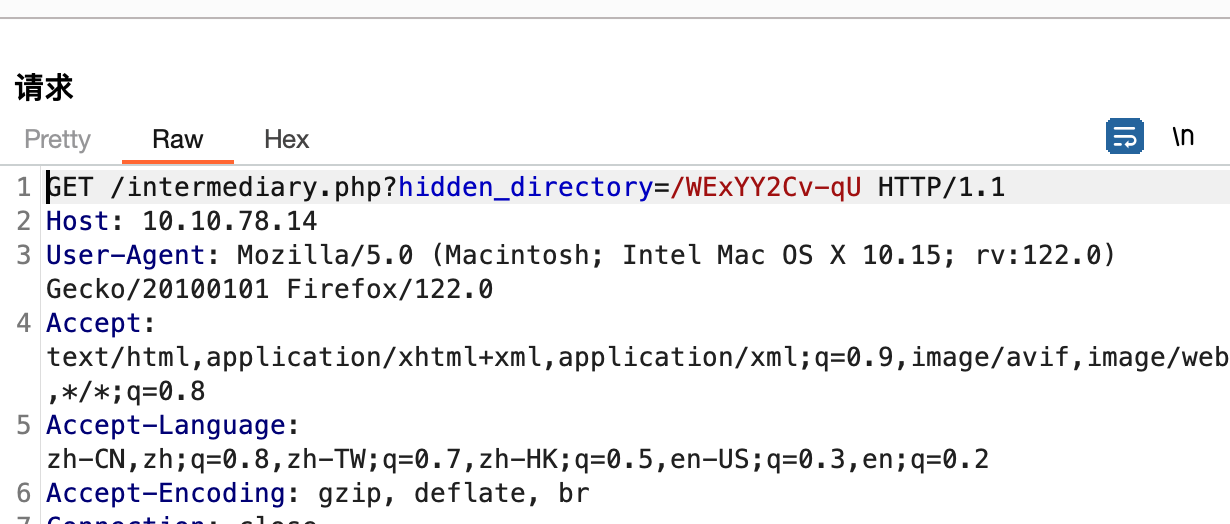 请求
Pretty Raw Hex \n
1 GET /intermediary.php?hidden_directory=/WExYY2Cv-qU HTTP/1.1
2 Host: 10.10.78.14
3 User-Agent: Mozilla/5.0 (Macintosh; Intel Mac OS X 10.15; rv:122.0)
Gecko/20100101 Firefox/122.0
4 Accept:
text/html,application/xhtml+xml,application/xml;q=0.9,image/avif,image/web
,*/*;q=0.8
5 Accept-Language:
zh-CN,zh;q=0.8,zh-TW;q=0.7,zh-HK;q=0.5,en-US;q=0.3,en;q=0.2
6 Accept-Encoding: gzip, deflate, br
7 Connection: close